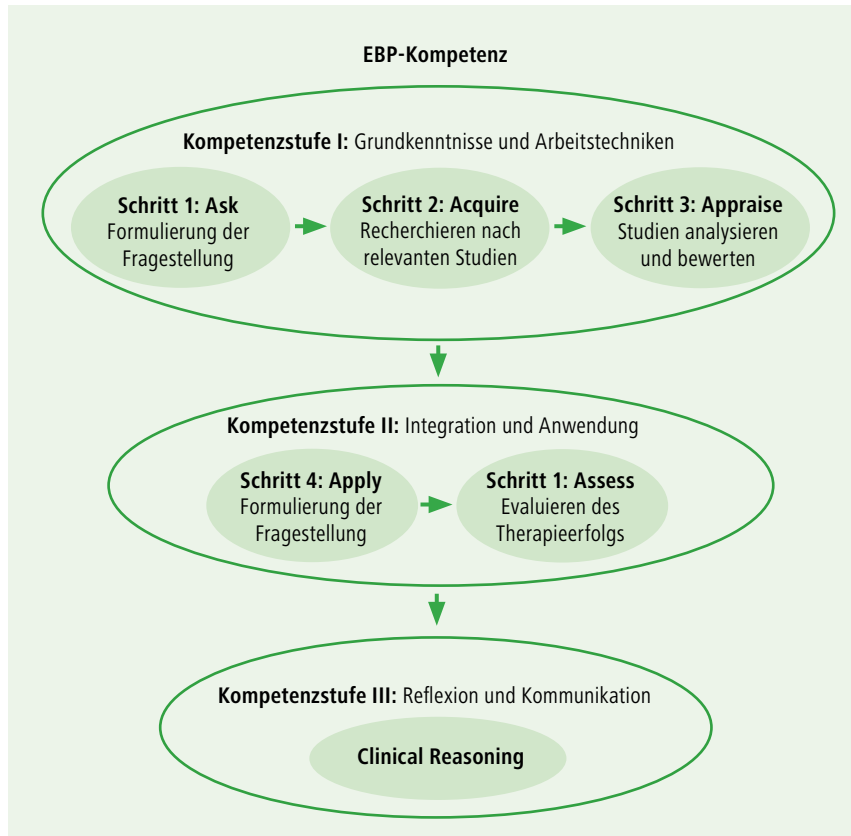 EBP-Kompetenz
Kompetenzstufe I: Grundkenntnisse und Arbeitstechniken
Schritt 1: Ask
Formulierung der
Fragestellung
Schritt 2: Acquire
Recherchieren nach
relevanten Studien
Schritt 3: Appraise
Studien analysieren
und bewerten
Kompetenzstufe II: Integration und Anwendung
Schritt 4: Apply
Formulierung der
Fragestellung
Schritt 1: Assess
Evaluieren des
Therapieerfolgs
Kompetenzstufe III: Reflexion und Kommunikation
Clinical Reasoning